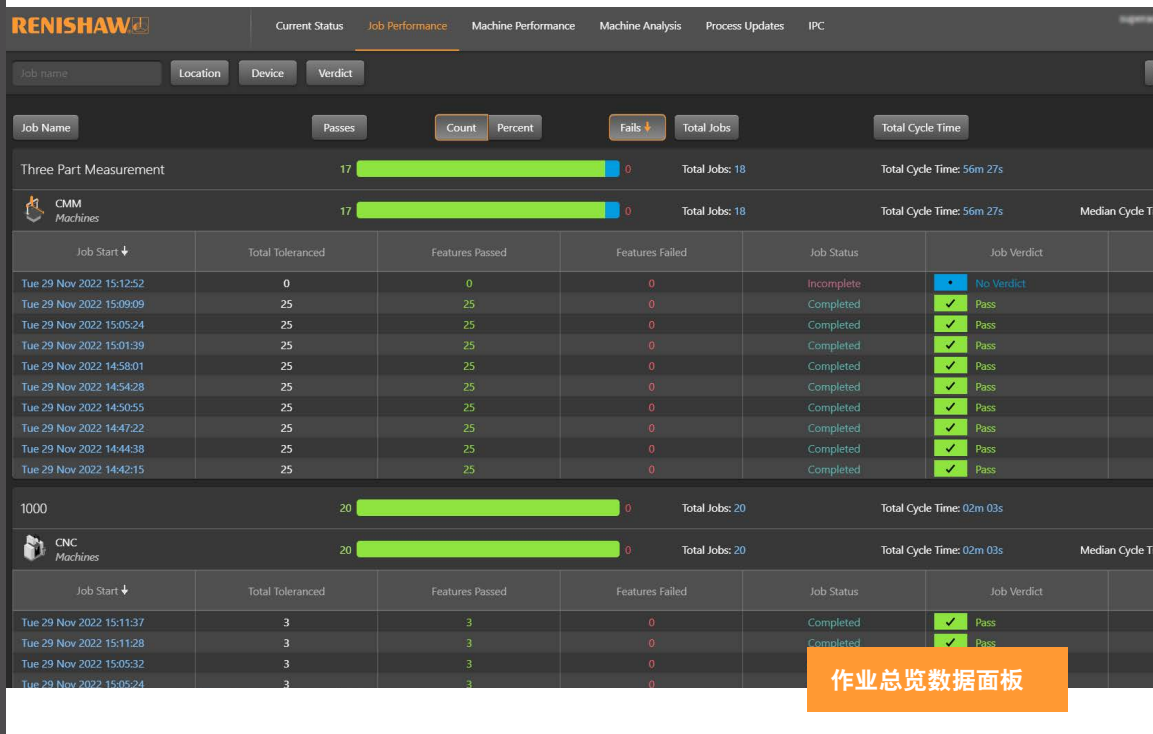 RENISHAW Current Status Job Performance Machine Performance Machine Analysis Process Updates IPC
Job name Location Device Verdict
Job Name Passes Count Percent Fails Total Jobs Total Cycle Time
Three Part Measurement 17 0 Total Jobs: 18 Total Cycle Time: 56m 27s
CMM
Machines 17 0 Total Jobs: 18 Total Cycle Time: 56m 27s Median Cycle T
Job Start Total Toleranced Features Passed Features Failed Job Status Job Verdict
Tue 29 Nov 2022 15:12:52 0 0 0 Incomplete No Verdict
Tue 29 Nov 2022 15:09:09 25 25 0 Completed Pass
Tue 29 Nov 2022 15:05:24 25 25 0 Completed Pass
Tue 29 Nov 2022 15:01:39 25 25 0 Completed Pass
Tue 29 Nov 2022 14:58:01 25 25 0 Completed Pass
Tue 29 Nov 2022 14:54:28 25 25 0 Completed Pass
Tue 29 Nov 2022 14:50:55 25 25 0 Completed Pass
Tue 29 Nov 2022 14:47:22 25 25 0 Completed Pass
Tue 29 Nov 2022 14:44:38 25 25 0 Completed Pass
Tue 29 Nov 2022 14:42:15 25 25 0 Completed Pass
1000 20 0 Total Jobs: 20 Total Cycle Time: 02m 03s
CNC
Machines 20 0 Total Jobs: 20 Total Cycle Time: 02m 03s Median Cycle T
Job Start Total Toleranced Features Passed Features Failed Job Status Job Verdict
Tue 29 Nov 2022 15:11:37 3 3 0 Completed Pass
Tue 29 Nov 2022 15:11:28 3 3 0 Completed Pass
Tue 29 Nov 2022 15:05:32 3 3 0
Tue 29 Nov 2022 15:05:24 3 3 0
作业总览数据面板